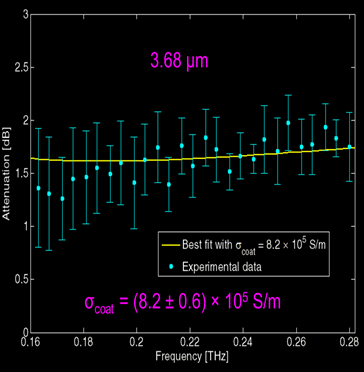 3
2.5
2
1.5
1
0.5
0
Attenuation [dB]
3.68 µm
Best fit with σcoat = 8.2 × 10⁵ S/m
Experimental data
σcoat = (8.2 ± 0.6) × 10⁵ S/m
0.16 0.18 0.2 0.22 0.24 0.26 0.28
Frequency [THz]